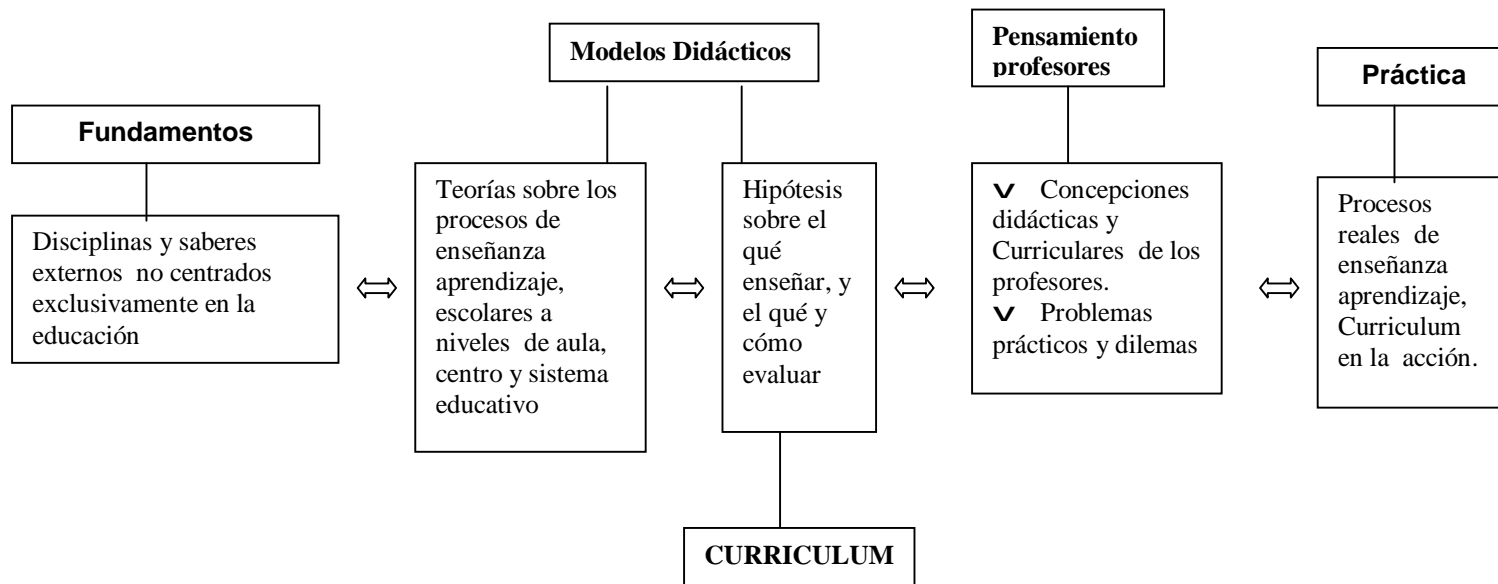 Fundamentos
Disciplinas y saberes
externos no centrados
exclusivamente en la
educación
Modelos Didácticos
Teorías sobre los
procesos de
enseñanza
aprendizaje,
escolares a
niveles de aula,
centro y sistema
educativo
Hipótesis
sobre el
qué
enseñar, y
el qué y
cómo
evaluar
CURRICULUM
Pensamiento
profesores
v Concepciones
didácticas y
Curriculares de los
profesores.
v Problemas
prácticos y dilemas
Práctica
Procesos
reales de
enseñanza
aprendizaje,
Curriculum
en la acción.